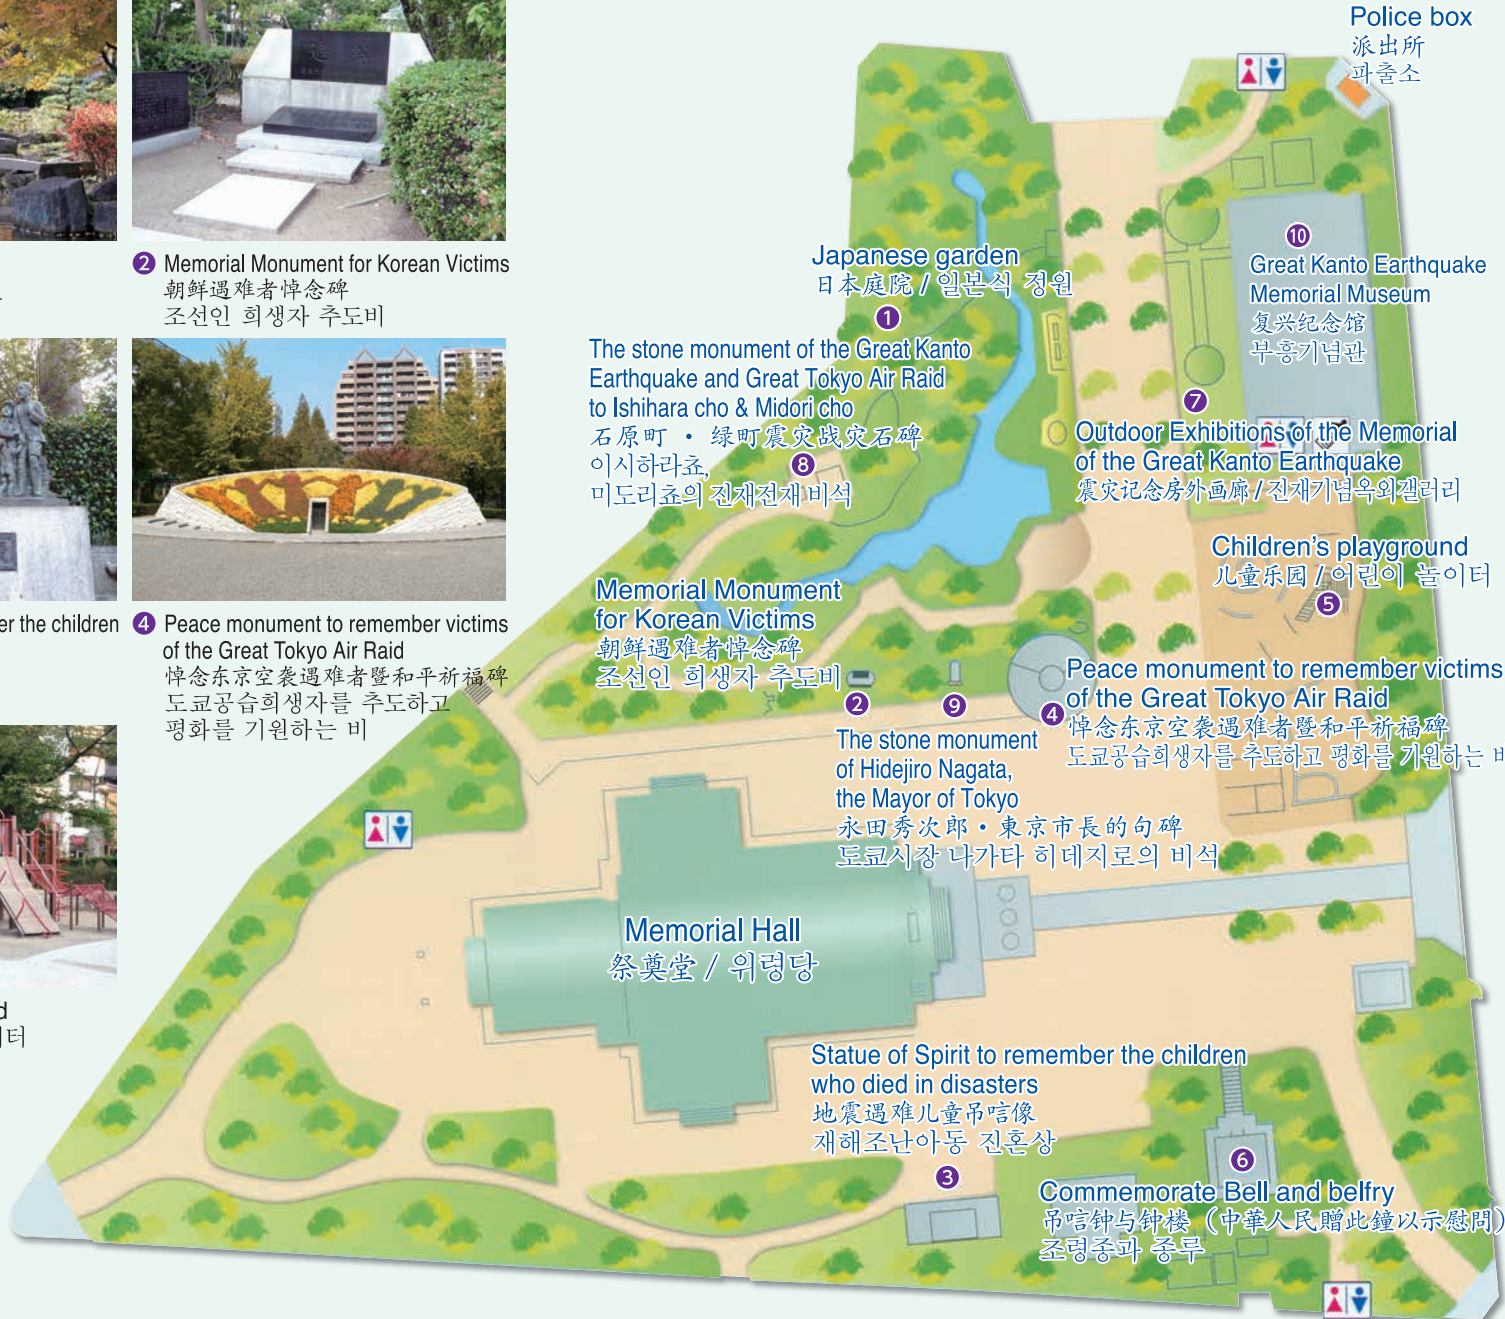 ❷ Memorial Monument for Korean Victims
朝鲜遇难者悼念碑
조선인 희생자 추도비
er the children
❹ Peace monument to remember victims
of the Great Tokyo Air Raid
悼念东京空袭遇难者暨和平祈福碑
도쿄공습희생자를 추도하고
평화를 기원하는 비
d
터
Police box
派出所
파출소
Japanese garden
日本庭院 / 일본식 정원
❶
The stone monument of the Great Kanto
Earthquake and Great Tokyo Air Raid
to Ishihara cho & Midori cho
石原町 · 绿町震灾战灾石碑
이시하라쵸,
미도리쵸의 진재전재 비석
❽
❿
Great Kanto Earthquake
Memorial Museum
复兴纪念馆
부흥기념관
❼
Outdoor Exhibitions of the Memorial
of the Great Kanto Earthquake
震灾记念房外画廊 / 진재기념옥외갤러리
Children's playground
儿童乐园 / 어린이 놀이터
❺
Memorial Monument
for Korean Victims
朝鲜遇难者悼念碑
조선인 희생자 추도비
❷
❾
The stone monument
of Hidejiro Nagata,
the Mayor of Tokyo
永田秀次郎・東京市長的句碑
도쿄시장 나가타 히데지로의 비석
Peace monument to remember victims
of the Great Tokyo Air Raid
❹
悼念东京空袭遇难者暨和平祈福碑
도쿄공습희생자를 추도하고 평화를 기원하는 비
Memorial Hall
祭奠堂 / 위령당
Statue of Spirit to remember the children
who died in disasters
地震遇难儿童吊唁像
재해조난아동 진혼상
❸
❻
Commemorate Bell and belfry
吊唁钟与钟楼（中華人民贈此鐘以示慰問）
조령종과 종루